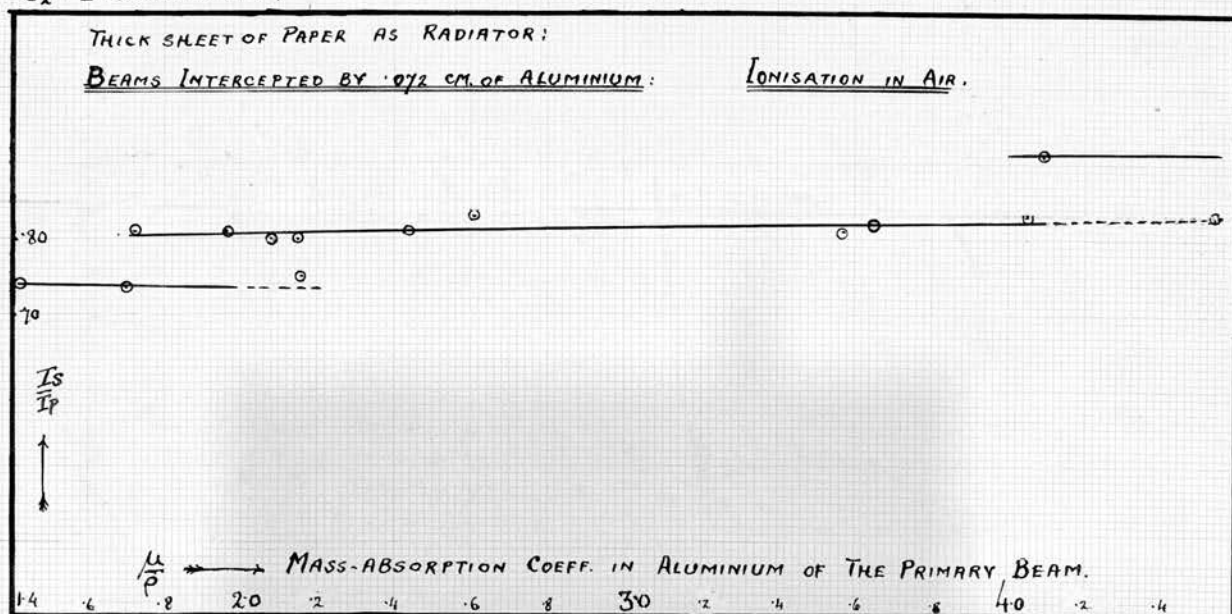 THICK SHEET OF PAPER AS RADIATOR:
BEAMS INTERCEPTED BY ·072 CM. OF ALUMINIUM: IONISATION IN AIR.
·80
·70
Is
Ip
μ/ρ MASS-ABSORPTION COEFF. IN ALUMINIUM OF THE PRIMARY BEAM.
1·4 ·6 ·8 2·0 ·2 ·4 ·6 ·8 3·0 ·2 ·4 ·6 ·8 4·0 ·2 ·4